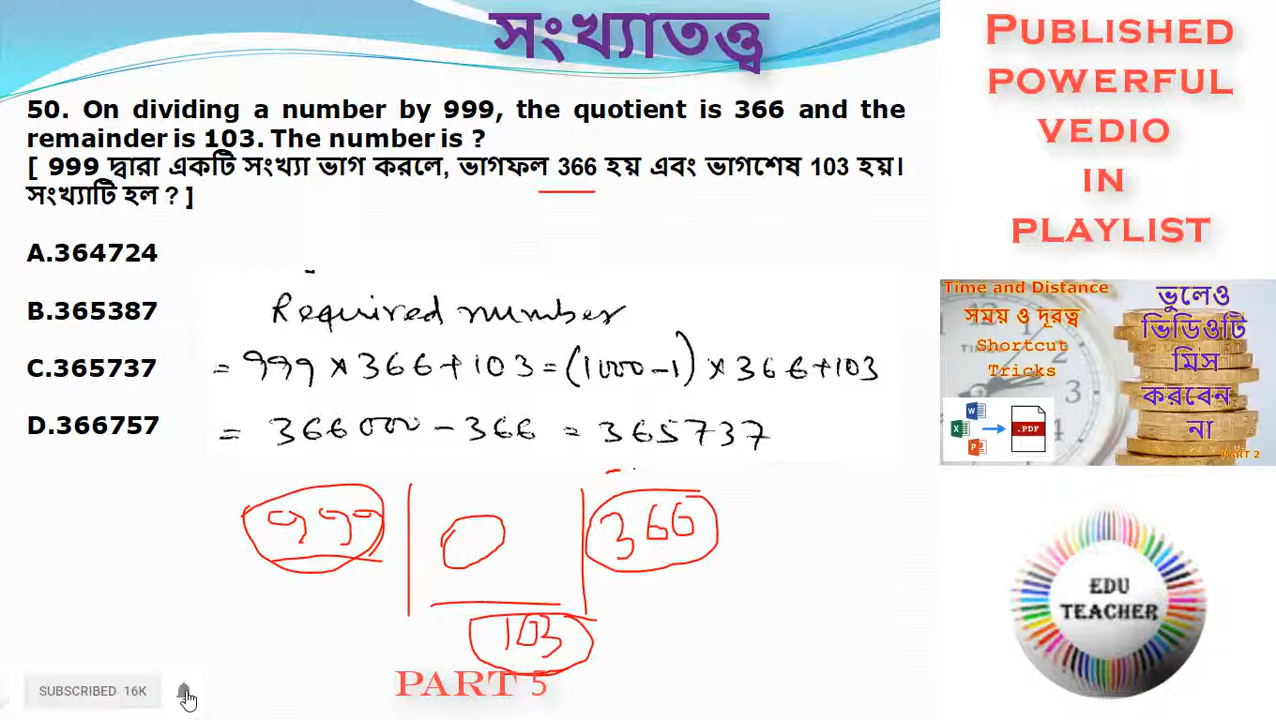 সংখ্যাতত্ত্ব
50. On dividing a number by 999, the quotient is 366 and the
remainder is 103. The number is ?
[ 999 দ্বারা একটি সংখ্যা ভাগ করলে, ভাগফল 366 হয় এবং ভাগশেষ 103 হয়।
সংখ্যাটি হল ? ]
A.364724
B.365387
C.365737
D.366757
Required number
= 999 × 366 + 103 = (1000 - 1) × 366 + 103
= 366000 - 366 = 365737
999
366
103
PART 5
SUBSCRIBED 16K
PUBLISHED
POWERFUL
VEDIO
IN
PLAYLIST
Time and Distance
সময় ও দূরত্ব
Shortcut
Tricks
ভুলেও
ভিডিওটি
মিস
করবেন
না
W
X
P
.PDF
PART 2
EDU
TEACHER